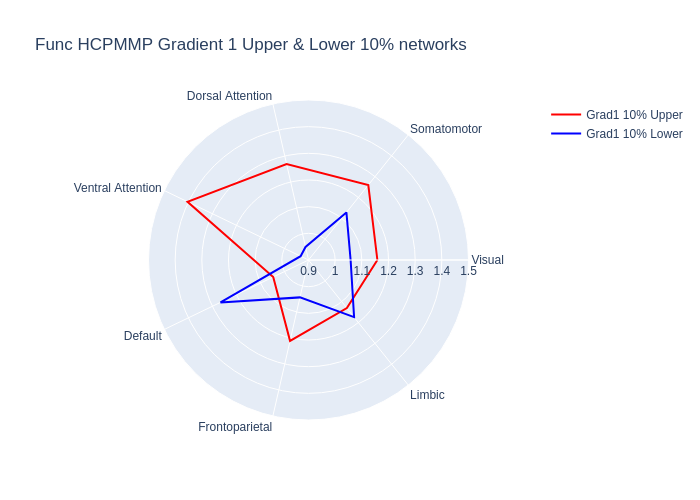 Func HCPMMP Gradient 1 Upper & Lower 10% networks
Dorsal Attention
Somatomotor
Grad1 10% Upper
Grad1 10% Lower
Ventral Attention
Visual
0.9 1 1.1 1.2 1.3 1.4 1.5
Default
Limbic
Frontoparietal